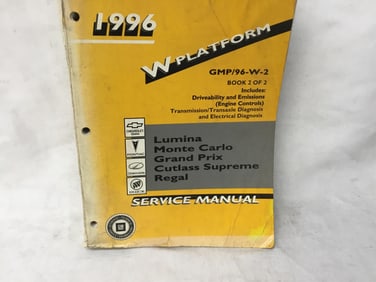 1996
W PLATFORM
GMP/96-W-2
BOOK 2 OF 2
Includes:
Driveability and Emissions
(Engine Controls)
Transmission/Transaxle Diagnosis
and Electrical Diagnosis
Lumina
Monte Carlo
Grand Prix
Cutlass Supreme
Regal
SERVICE MANUAL